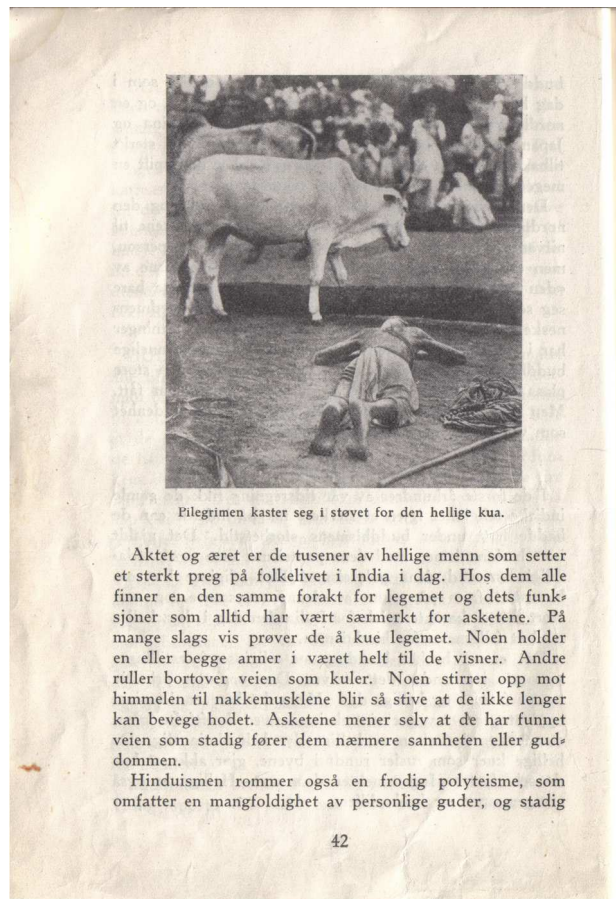 Pilegrimen kaster seg i støvet for den hellige kua.
Aktet og æret er de tusener av hellige menn som setter
et sterkt preg på folkelivet i India i dag. Hos dem alle
finner en den samme forakt for legemet og dets funk-
sjoner som alltid har vært særmerkt for asketene. På
mange slags vis prøver de å kue legemet. Noen holder
en eller begge armer i været helt til de visner. Andre
ruller bortover veien som kuler. Noen stirrer opp mot
himmelen til nakkemusklene blir så stive at de ikke lenger
kan bevege hodet. Asketene mener selv at de har funnet
veien som stadig fører dem nærmere sannheten eller gud-
dommen.
Hinduismen rommer også en frodig polyteisme, som
omfatter en mangfoldighet av personlige guder, og stadig
42